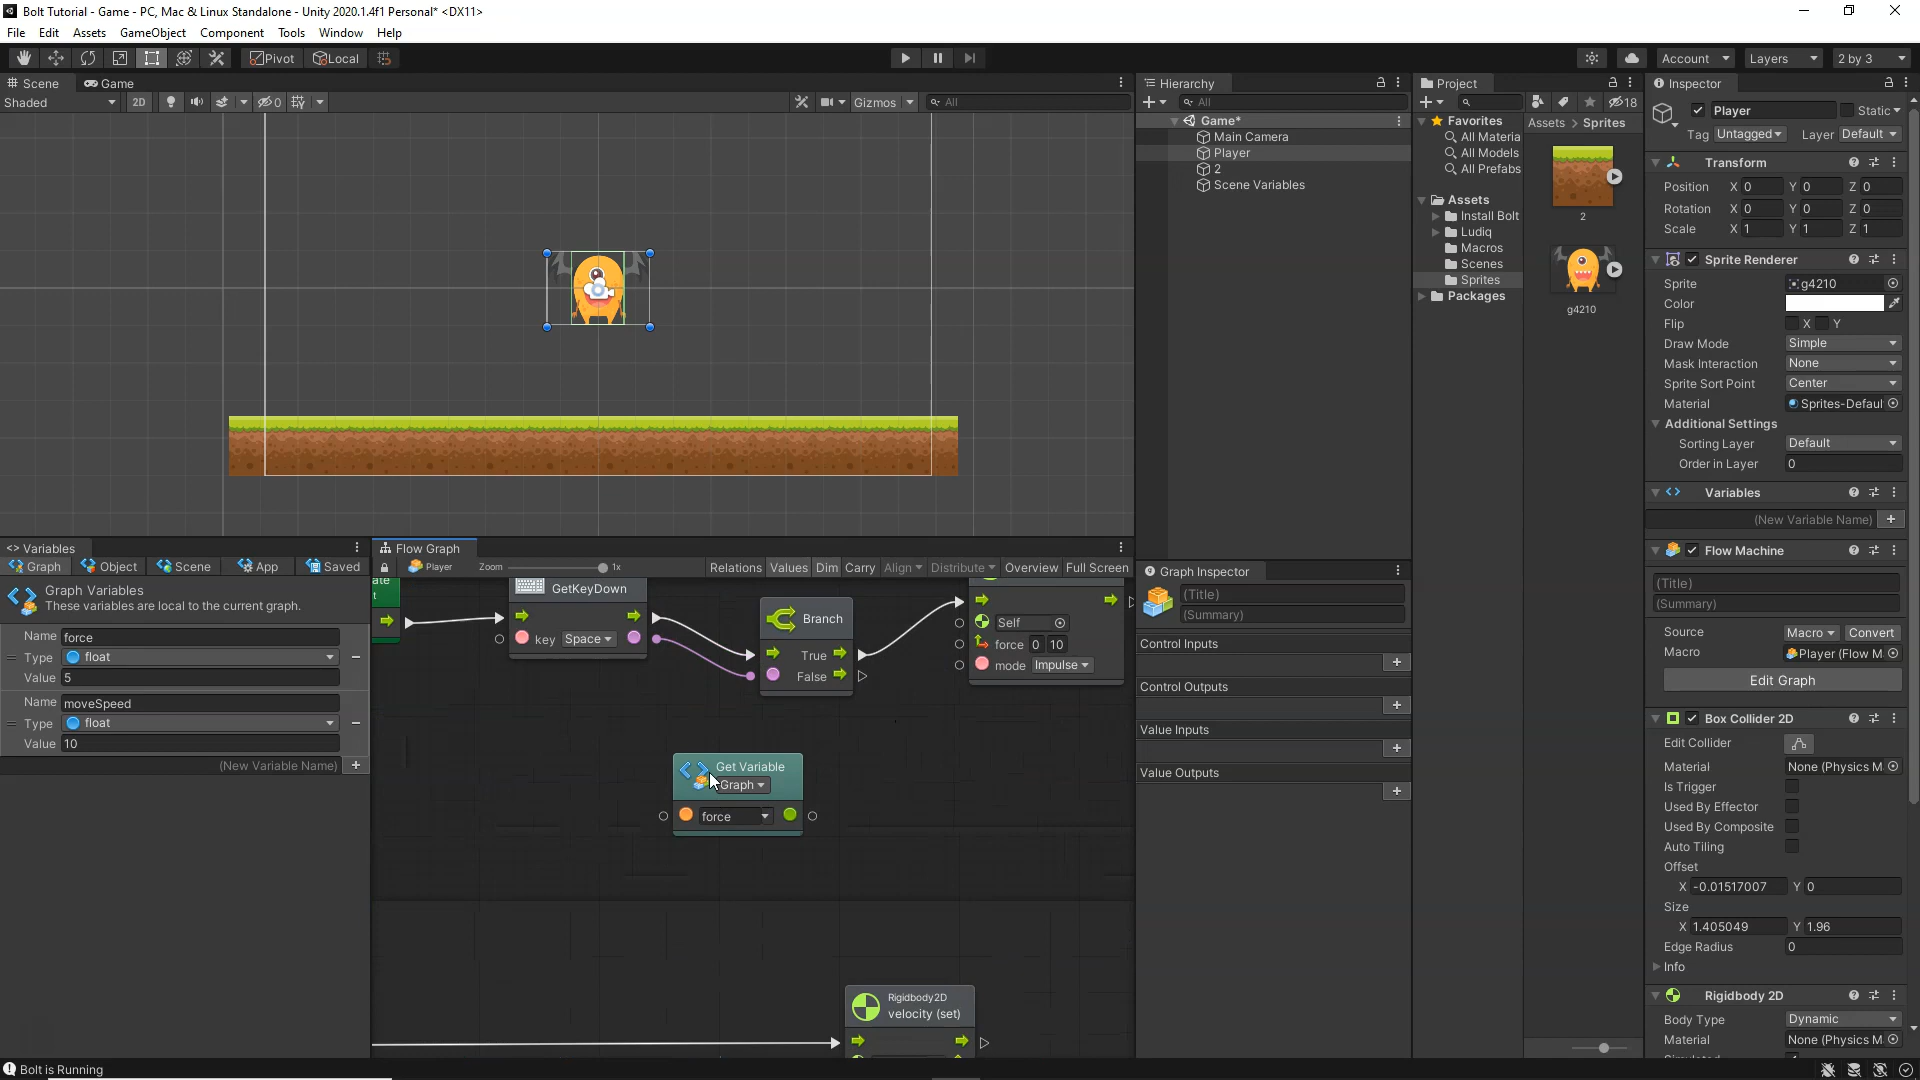 Bolt Tutorial - Game - PC, Mac & Linux Standalone - Unity 2020.1.4f1 Personal* <DX11>
File Edit Assets GameObject Component Tools Window Help
Pivot Local
Account Layers 2 by 3
Scene Game
Shaded 2D 0 Gizmos All
Hierarchy
All
Game*
Main Camera
Player
2
Scene Variables
Project
18
Favorites
All Materia
All Models
All Prefabs
Assets
Install Bolt
Ludiq
Macros
Scenes
Sprites
Packages
Assets > Sprites
2
g4210
Inspector
Player Static
Tag Untagged Layer Default
Transform
Position X 0 Y 0 Z 0
Rotation X 0 Y 0 Z 0
Scale X 1 Y 1 Z 1
Sprite Renderer
Sprite g4210
Color
Flip X Y
Draw Mode Simple
Mask Interaction None
Sprite Sort Point Center
Material Sprites-Defaul
Additional Settings
Sorting Layer Default
Order in Layer 0
Variables
(New Variable Name)
Flow Machine
(Title)
(Summary)
Source Macro Convert
Macro Player (Flow M
Edit Graph
Box Collider 2D
Edit Collider
Material None (Physics M
Is Trigger
Used By Effector
Used By Composite
Auto Tiling
Offset
X -0.01517007 Y 0
Size
X 1.405049 Y 1.96
Edge Radius 0
Info
Rigidbody 2D
Body Type Dynamic
Material None (Physics M
<> Variables
Graph Object Scene App Saved
Graph Variables
These variables are local to the current graph.
Name force
Type float
Value 5
Name moveSpeed
Type float
Value 10
(New Variable Name)
Flow Graph
Player Zoom 1x Relations Values Dim Carry Align Distribute Overview Full Screen
GetKeyDown
key Space
Branch
True
False
Self
force 0 10
mode Impulse
Get Variable
Graph
force
Rigidbody2D
velocity (set)
Graph Inspector
(Title)
(Summary)
Control Inputs
Control Outputs
Value Inputs
Value Outputs
Bolt is Running